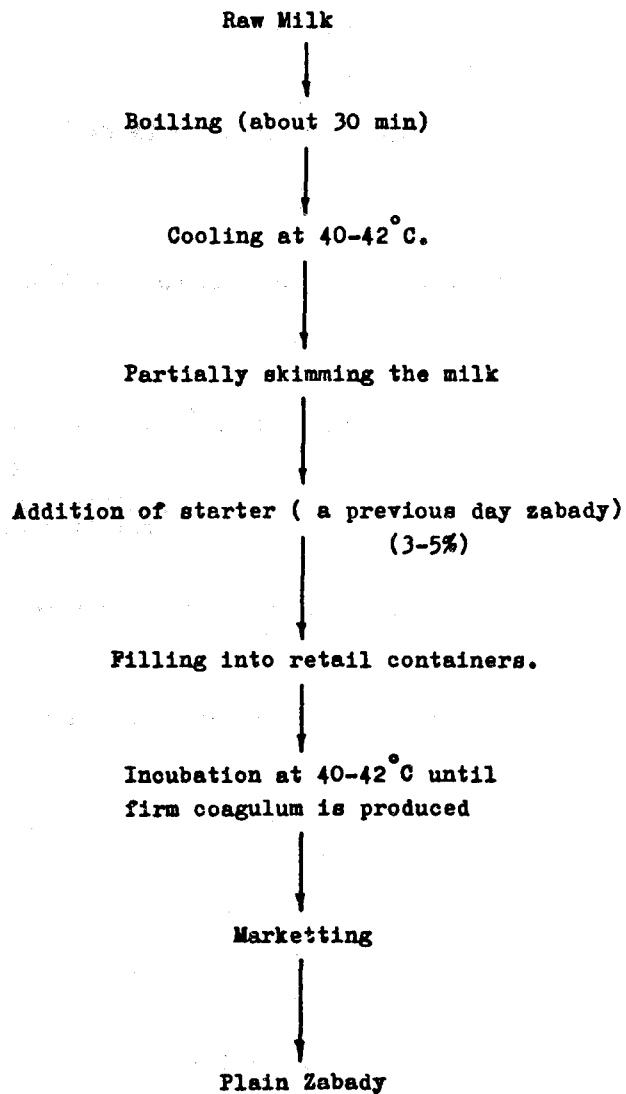 Raw Milk
Boiling (about 30 min)
Cooling at 40-42°C.
Partially skimming the milk
Addition of starter ( a previous day zabady)
(3-5%)
Filling into retail containers.
Incubation at 40-42°C until
firm coagulum is produced
Marketting
Plain Zabady